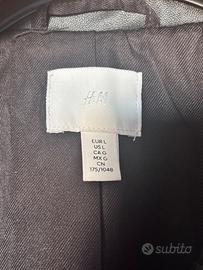 H&M
EUR L
US L
CA G
MX G
CN
175/104B
subito